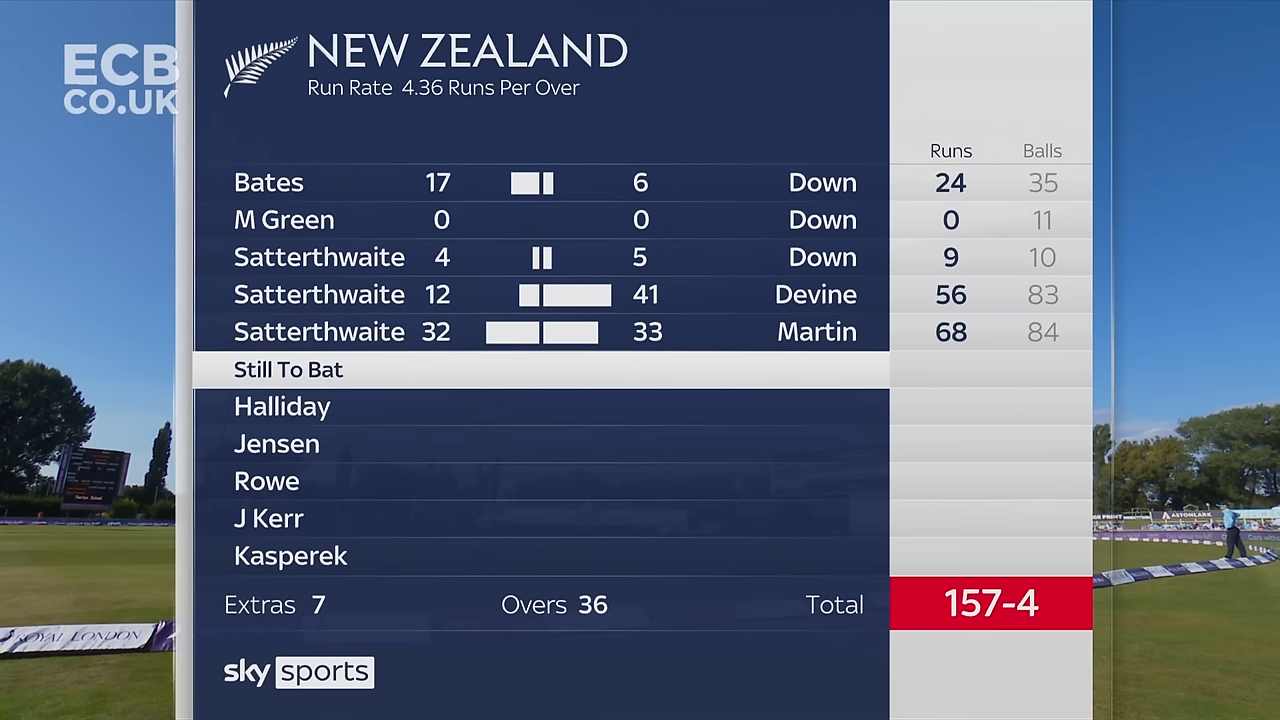 ECB
CO.UK
NEW ZEALAND
Run Rate 4.36 Runs Per Over
Runs Balls
Bates 17 6 Down 24 35
M Green 0 0 Down 0 11
Satterthwaite 4 5 Down 9 10
Satterthwaite 12 41 Devine 56 83
Satterthwaite 32 33 Martin 68 84
Still To Bat
Halliday
Jensen
Rowe
J Kerr
Kasperek
ASTONLARK
Extras 7 Overs 36 Total 157-4
ROYAL LONDON
sky sports